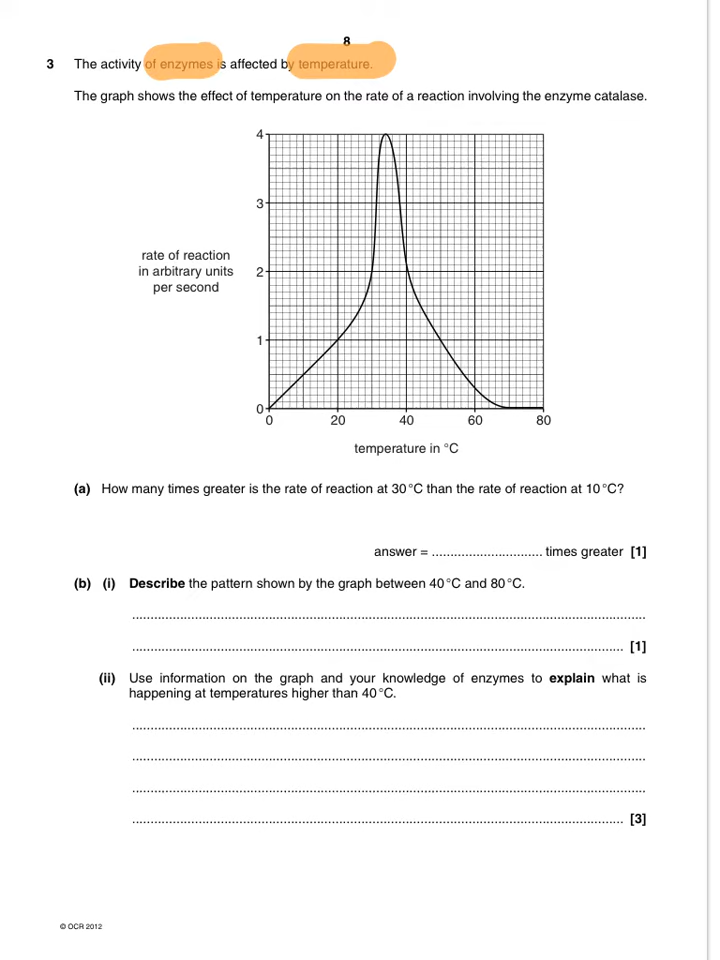 8
3 The activity of enzymes is affected by temperature.
The graph shows the effect of temperature on the rate of a reaction involving the enzyme catalase.
4
3
rate of reaction
in arbitrary units
per second
2
1
0
0 20 40 60 80
temperature in °C
(a) How many times greater is the rate of reaction at 30°C than the rate of reaction at 10°C?
answer = .............................. times greater [1]
(b) (i) Describe the pattern shown by the graph between 40°C and 80°C.
..........................................................................................................................................
.................................................................................................................................... [1]
(ii) Use information on the graph and your knowledge of enzymes to explain what is
happening at temperatures higher than 40°C.
..........................................................................................................................................
..........................................................................................................................................
..........................................................................................................................................
.................................................................................................................................... [3]
© OCR 2012